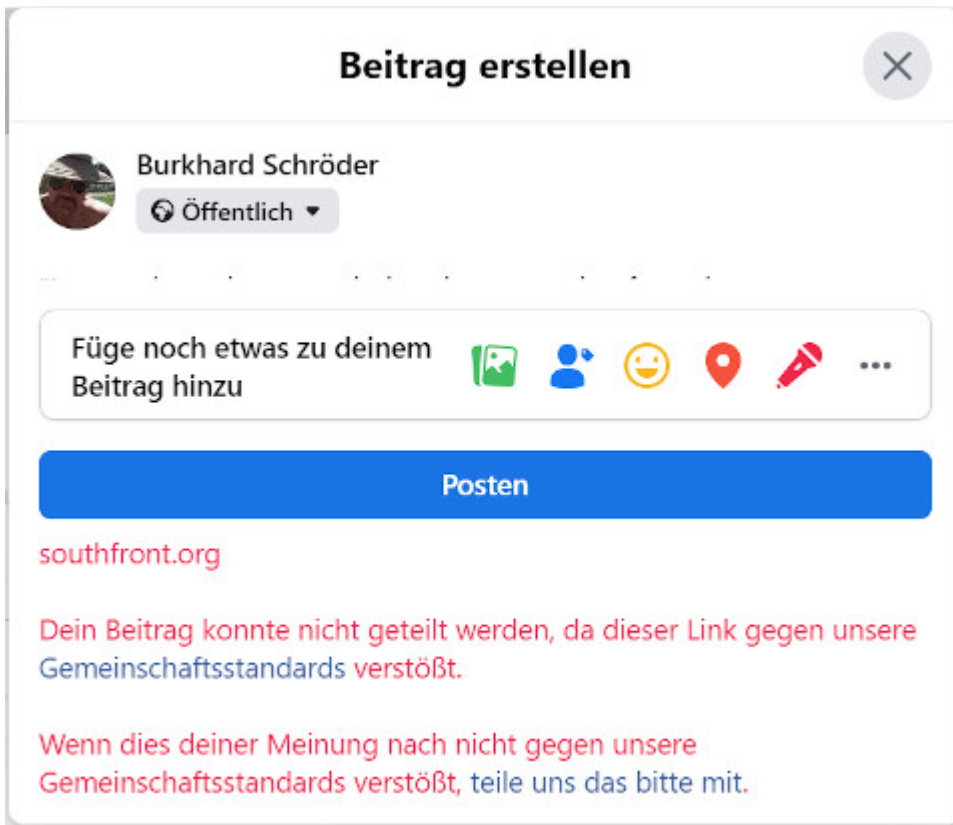 Beitrag erstellen
Burkhard Schröder
Öffentlich
Füge noch etwas zu deinem
Beitrag hinzu
Posten
southfront.org
Dein Beitrag konnte nicht geteilt werden, da dieser Link gegen unsere
Gemeinschaftsstandards verstößt.
Wenn dies deiner Meinung nach nicht gegen unsere
Gemeinschaftsstandards verstößt, teile uns das bitte mit.